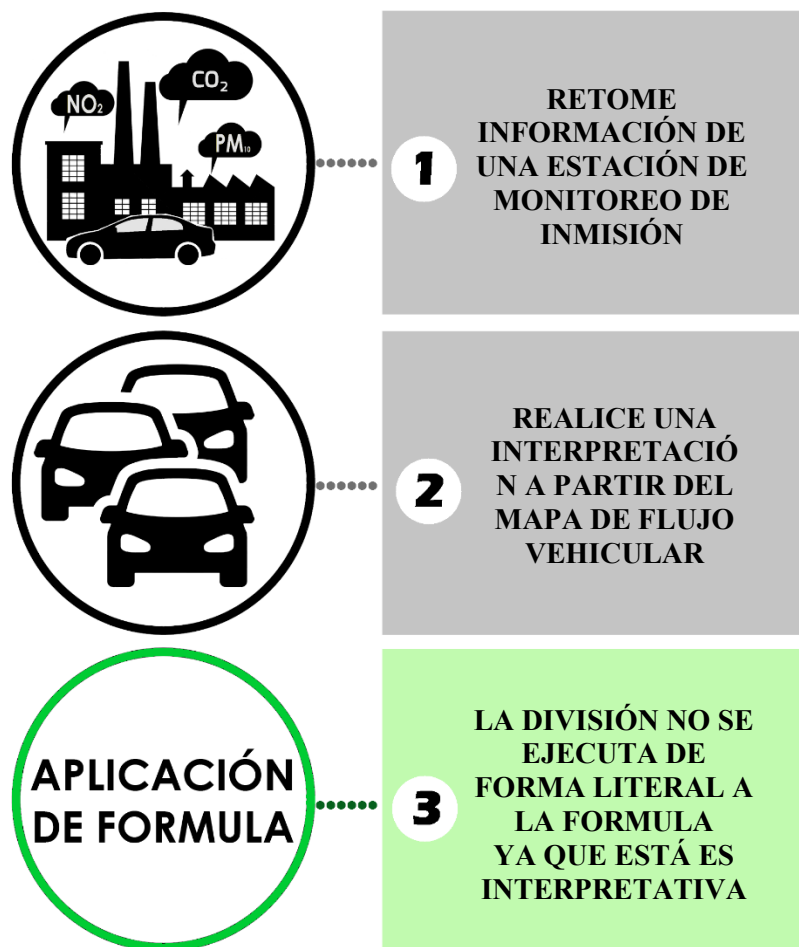 NO₂
CO₂
PM₁₀
1
RETOME
INFORMACIÓN DE
UNA ESTACIÓN DE
MONITOREO DE
INMISIÓN
2
REALICE UNA
INTERPRETACIÓ
N A PARTIR DEL
MAPA DE FLUJO
VEHICULAR
APLICACIÓN
DE FORMULA
3
LA DIVISIÓN NO SE
EJECUTA DE
FORMA LITERAL A
LA FORMULA
YA QUE ESTÁ ES
INTERPRETATIVA